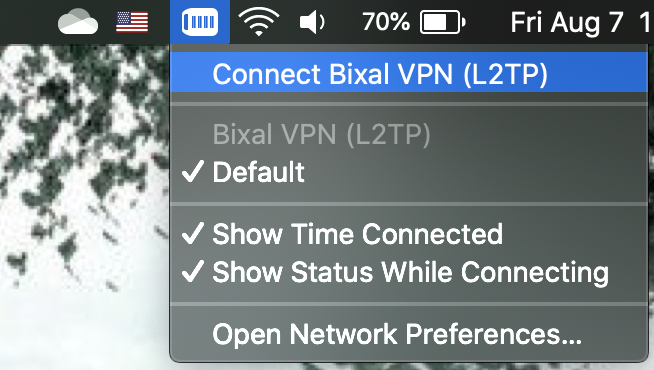 70% Fri Aug 7 1
Connect Bixal VPN (L2TP)
Bixal VPN (L2TP)
Default
Show Time Connected
Show Status While Connecting
Open Network Preferences...